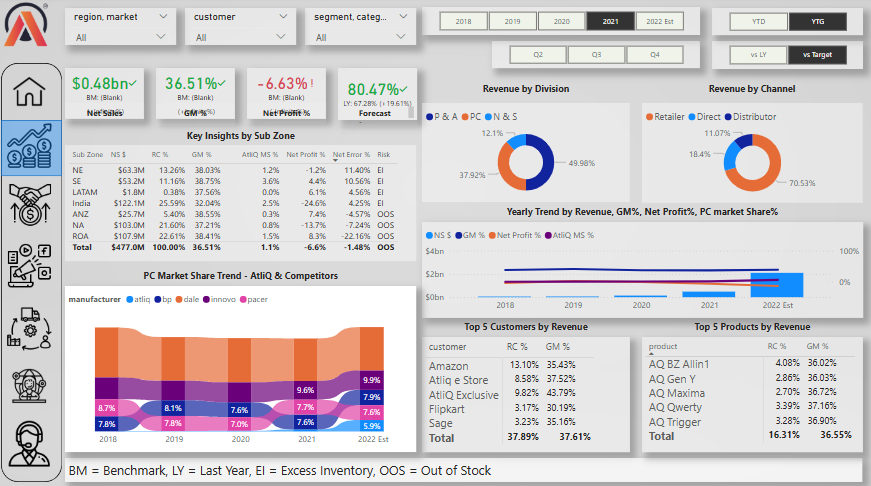 region, market
customer
segment, categ...
All
All
All
2018 2019 2020 2021 2022 Est
YTD YTG
Q2 Q3 Q4
vs LY vs Target
$0.48bn
BM: (Blank)
Net Sales
36.51%
BM: (Blank)
GM %
-6.63%!
BM: (Blank)
Net Profit %
80.47%
LY: 67.28% (+19.61%)
Forecast
Key Insights by Sub Zone
Sub Zone NS $ RC % GM % AtliQ MS % Net Profit % Net Error % Risk
NE $63.3M 13.26% 38.03% 1.2% -1.2% 11.40% EI
SE $53.2M 11.16% 38.75% 3.6% 4.4% 10.56% EI
LATAM $1.8M 0.38% 37.56% 0.0% 6.1% 4.56% EI
India $122.1M 25.59% 32.04% 2.5% -24.6% 4.25% EI
ANZ $25.7M 5.40% 38.55% 0.3% 7.4% -4.57% OOS
NA $103.0M 21.60% 37.21% 0.8% -13.7% -7.24% OOS
ROA $107.9M 22.61% 38.41% 1.5% 8.3% -22.16% OOS
Total $477.0M 100.00% 36.51% 1.1% -6.6% -1.48% OOS
Revenue by Division
P & A PC N & S
12.1%
37.92%
49.98%
Revenue by Channel
Retailer Direct Distributor
11.07%
18.4%
70.53%
Yearly Trend by Revenue, GM%, Net Profit%, PC market Share%
NS $ GM % Net Profit % AtliQ MS %
$4bn 100%
$2bn 0%
$0bn
2018 2019 2020 2021 2022 Est
PC Market Share Trend - AtliQ & Competitors
manufacturer atliq bp dale innovo pacer
8.7%
7.8%
8.1%
7.8%
7.6%
7.0%
9.6%
7.7%
7.6%
9.9%
7.9%
7.6%
5.9%
2018 2019 2020 2021 2022 Est
Top 5 Customers by Revenue
customer RC % GM %
Amazon 13.10% 35.43%
Atliq e Store 8.58% 37.52%
AtliQ Exclusive 9.82% 43.79%
Flipkart 3.17% 30.19%
Sage 3.23% 35.16%
Total 37.89% 37.61%
Top 5 Products by Revenue
product RC % GM %
AQ BZ Allin1 4.08% 36.02%
AQ Gen Y 2.86% 36.03%
AQ Maxima 2.70% 36.72%
AQ Qwerty 3.39% 37.16%
AQ Trigger 3.28% 36.90%
Total 16.31% 36.55%
BM = Benchmark, LY = Last Year, EI = Excess Inventory, OOS = Out of Stock